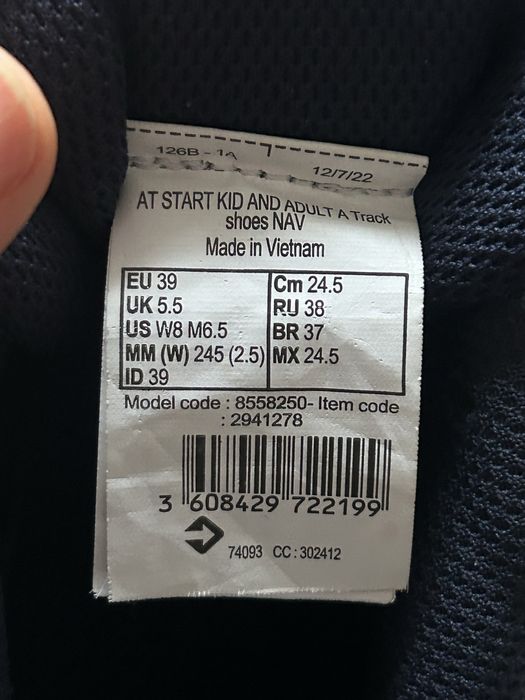 126B - 1A
12/7/22
AT START KID AND ADULT A Track
shoes NAV
Made in Vietnam
EU 39
UK 5.5
US W8 M6.5
MM (W) 245 (2.5)
ID 39
Cm 24.5
RU 38
BR 37
MX 24.5
Model code : 8558250- Item code
: 2941278
3 608429 722199
74093 CC : 302412